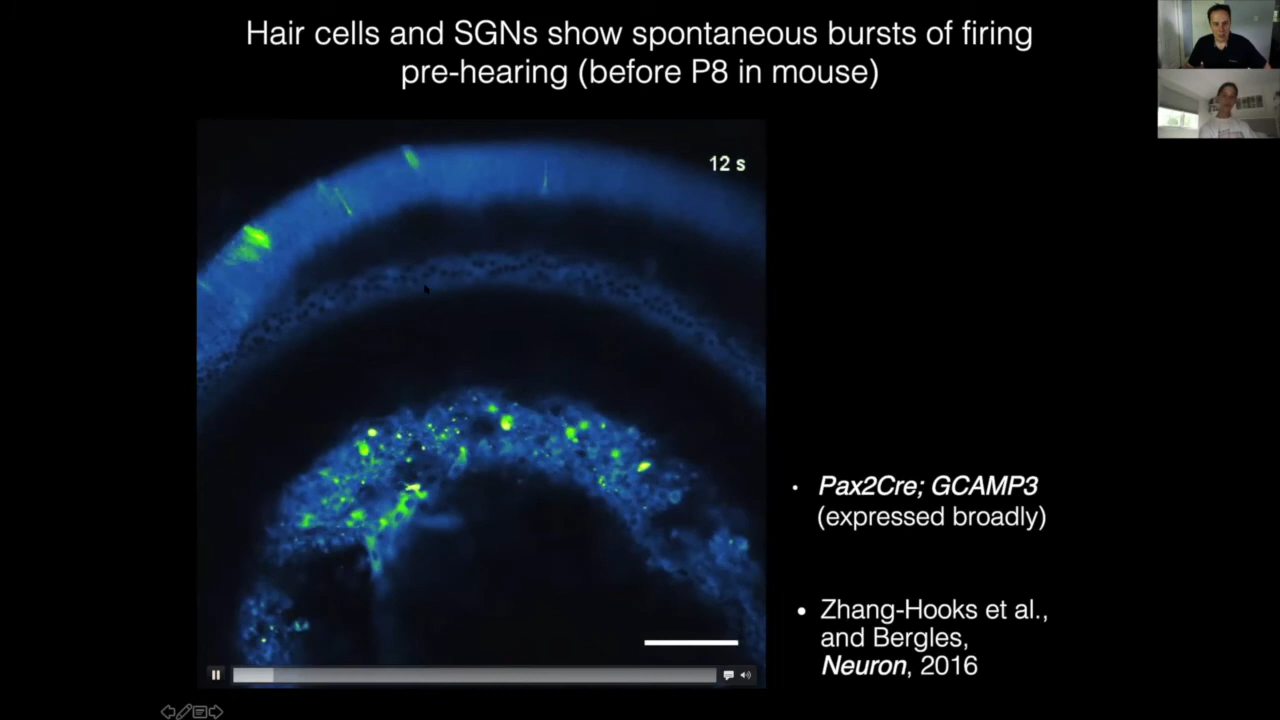 Hair cells and SGNs show spontaneous bursts of firing
pre-hearing (before P8 in mouse)
12 s
• Pax2Cre; GCAMP3
(expressed broadly)
• Zhang-Hooks et al.,
and Bergles,
Neuron, 2016